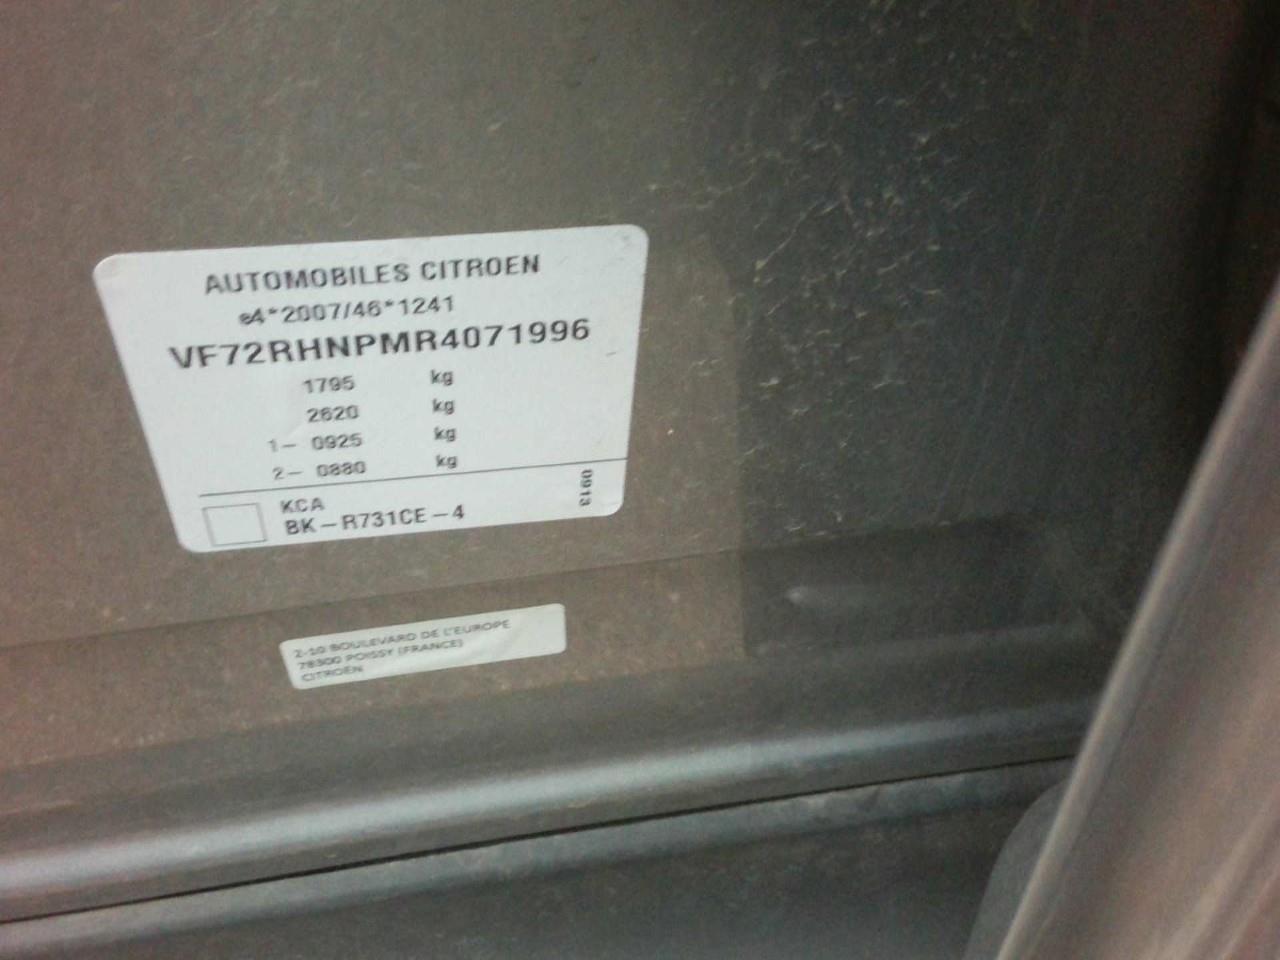 AUTOMOBILES CITROEN
e4*2007/46*1241
VF72RHNPMR4071996
1795 kg
2620 kg
1- 0925 kg
2- 0880 kg
KCA
BK-R731CE-4
0913
2-10 BOULEVARD DE L'EUROPE
78300 POISSY (FRANCE)
CITROËN